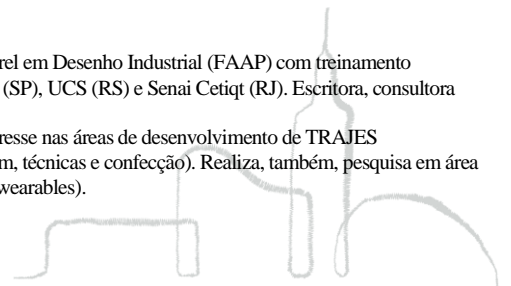 rel em Desenho Industrial (FAAP) com treinamento
(SP), UCS (RS) e Senai Cetiqt (RJ). Escritora, consultora
resse nas áreas de desenvolvimento de TRAJES
m, técnicas e confecção). Realiza, também, pesquisa em área
wearables).